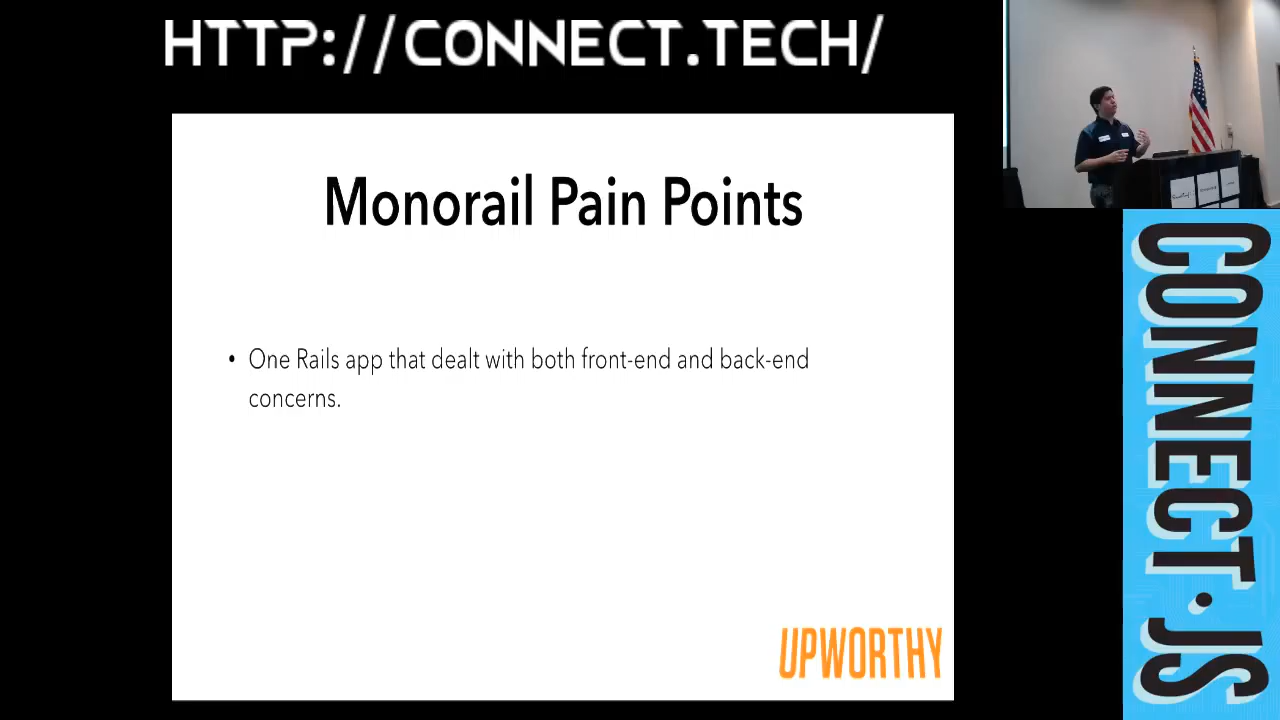 HTTP://CONNECT.TECH/
Monorail Pain Points
• One Rails app that dealt with both front-end and back-end
concerns.
UPWORTHY
CONNECT.JS